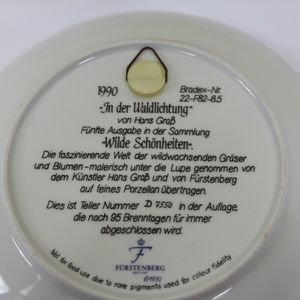 1990
Bradex-Nr.
22-F82-8.5
„In der Waldlichtung“
von Hans Graß
Fünfte Ausgabe in der Sammlung
„Wilde Schönheiten“.
Die faszinierende Welt der wildwachsenden Gräser
und Blumen-malerisch unter die Lupe genommen von
dem Künstler Hans Graß und von Fürstenberg
auf feines Porzellan übertragen.
Dies ist Teller Nummer D 7550 in der Auflage,
die nach 95 Brenntagen für immer
abgeschlossen wird.
F
FÜRSTENBERG
©1990
Not for food use due to rare pigments used for colour fidelity